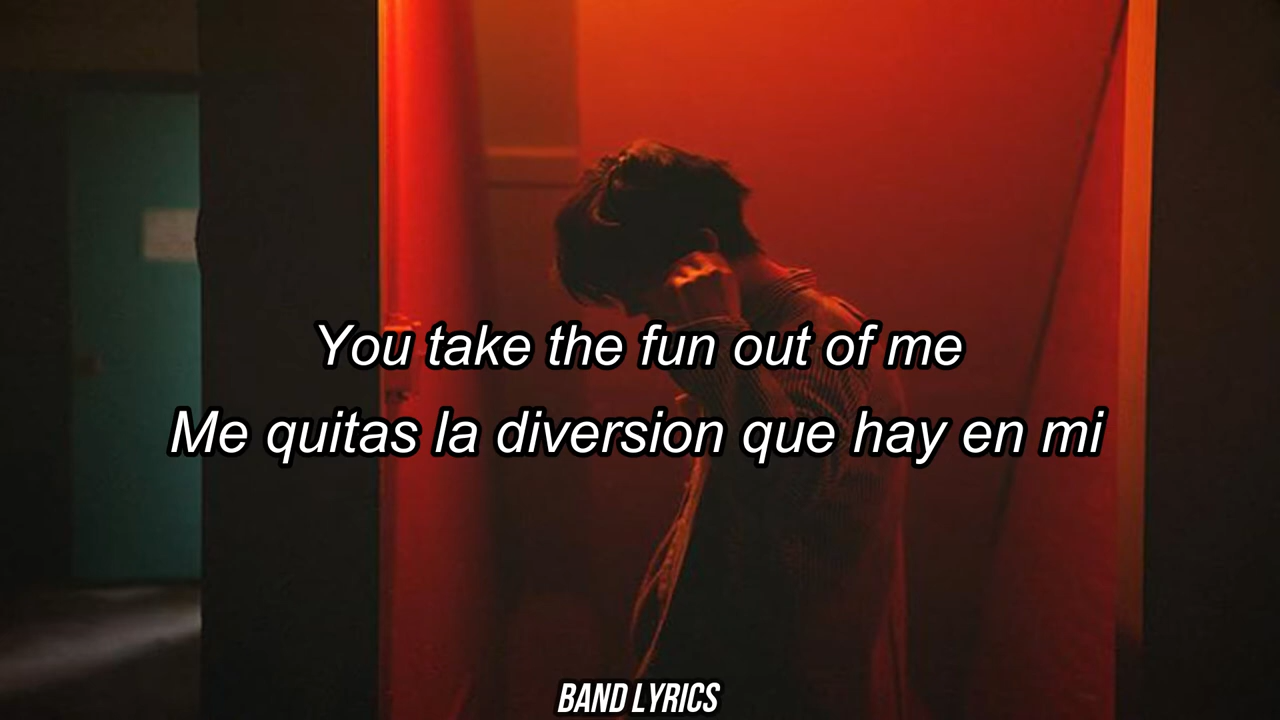 You take the fun out of me
Me quitas la diversion que hay en mi
BAND LYRICS